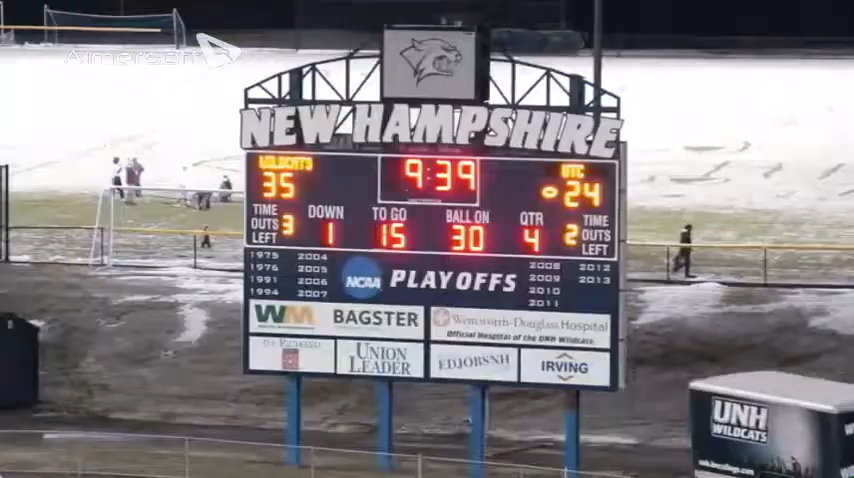 Aimersoft
NEW HAMPSHIRE
WILDCATS 9:39 UTC
35 24
TIME OUTS LEFT 3 DOWN 1 TO GO 15 BALL ON 30 QTR 4 2 TIME OUTS LEFT
1975 2004 2008 2012
1976 2005 2009 2013
1991 2006 2010
1994 2007 2011
NCAA PLAYOFFS
WM BAGSTER
Wentworth-Douglass Hospital
Official Hospital of the UNH Wildcats
UNION LEADER
EDJOBSNH
IRVING
UNH
WILDCATS